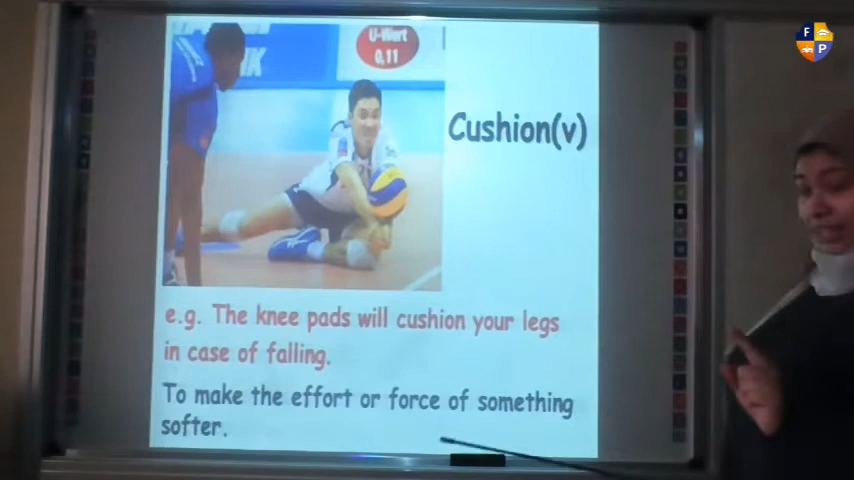 U-Wert
0,11
F
P
Cushion(v)
e.g. The knee pads will cushion your legs
in case of falling.
To make the effort or force of something
softer.